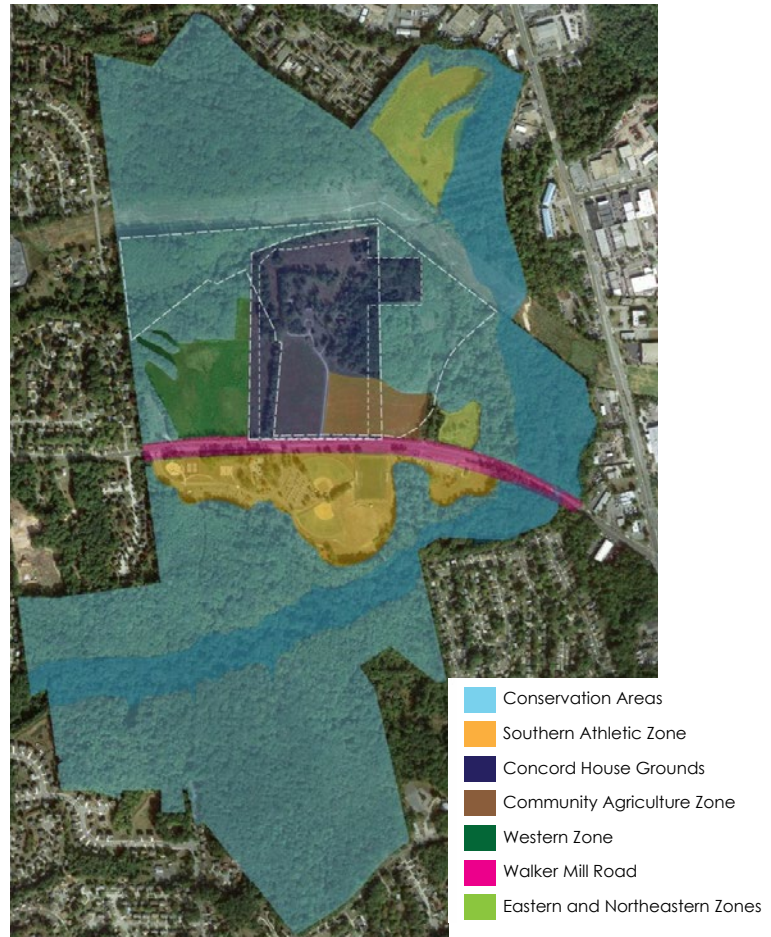 Conservation Areas
Southern Athletic Zone
Concord House Grounds
Community Agriculture Zone
Western Zone
Walker Mill Road
Eastern and Northeastern Zones